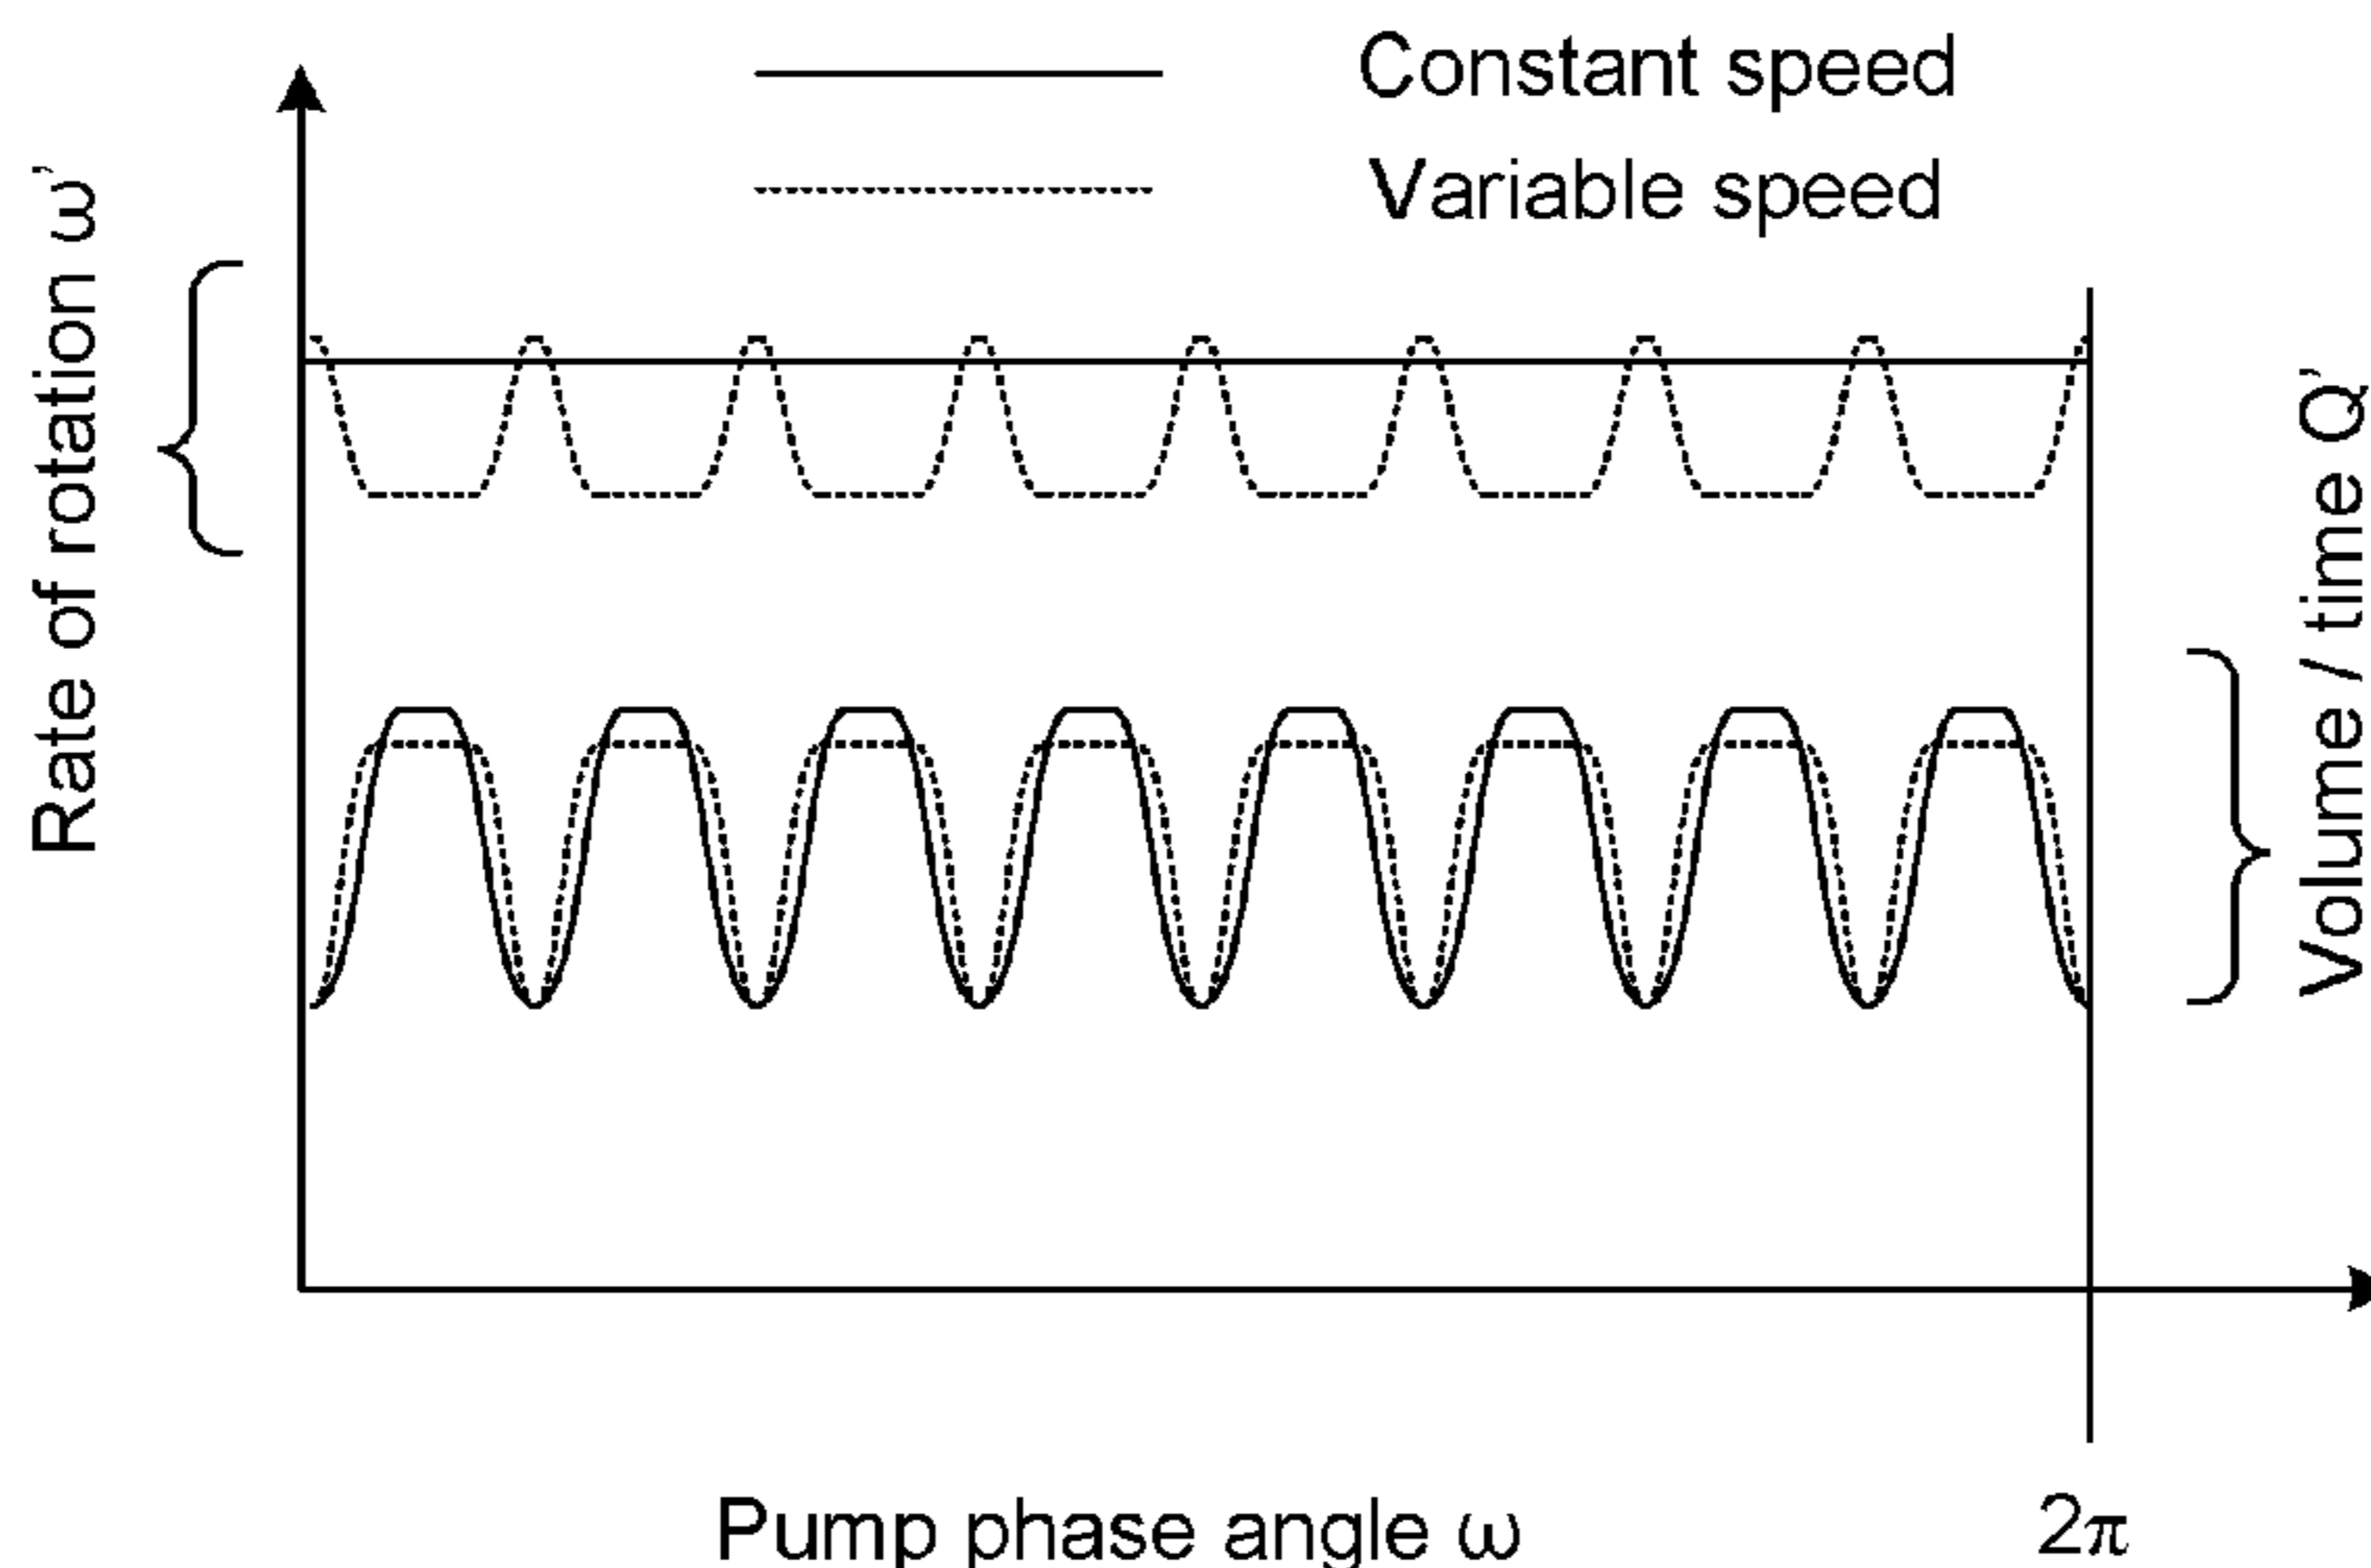 Constant speed
Variable speed
Rate of rotation ω’
Volume / time Q’
Pump phase angle ω
2π